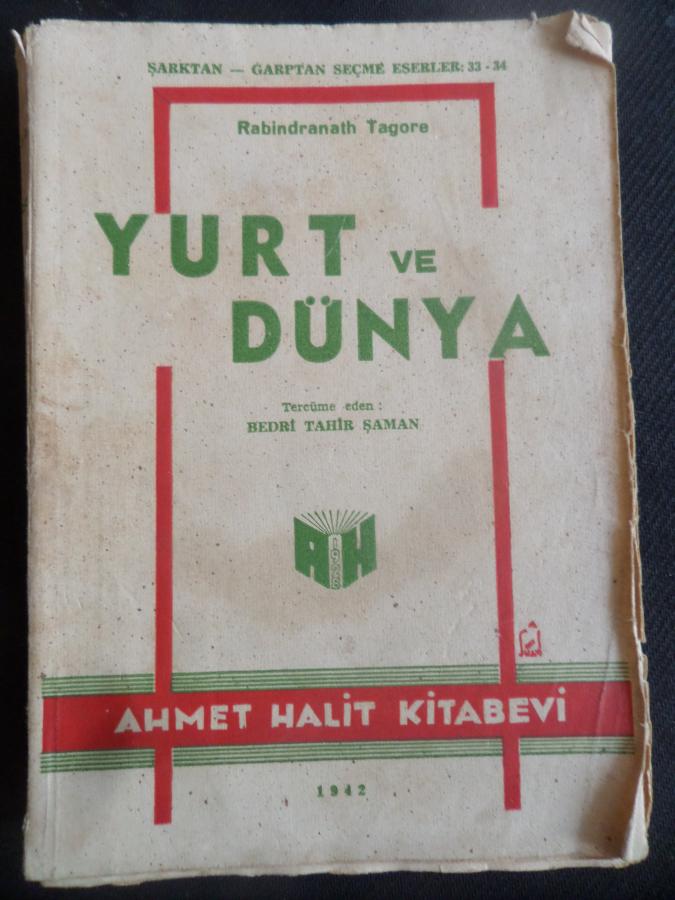 ŞARKTAN — GARPTAN SEÇME ESERLER: 33 - 34
Rabindranath Tagore
YURT VE
DÜNYA
Tercüme eden :
BEDRİ TAHİR ŞAMAN
AH
AHMET HALİT KİTABEVİ
1942